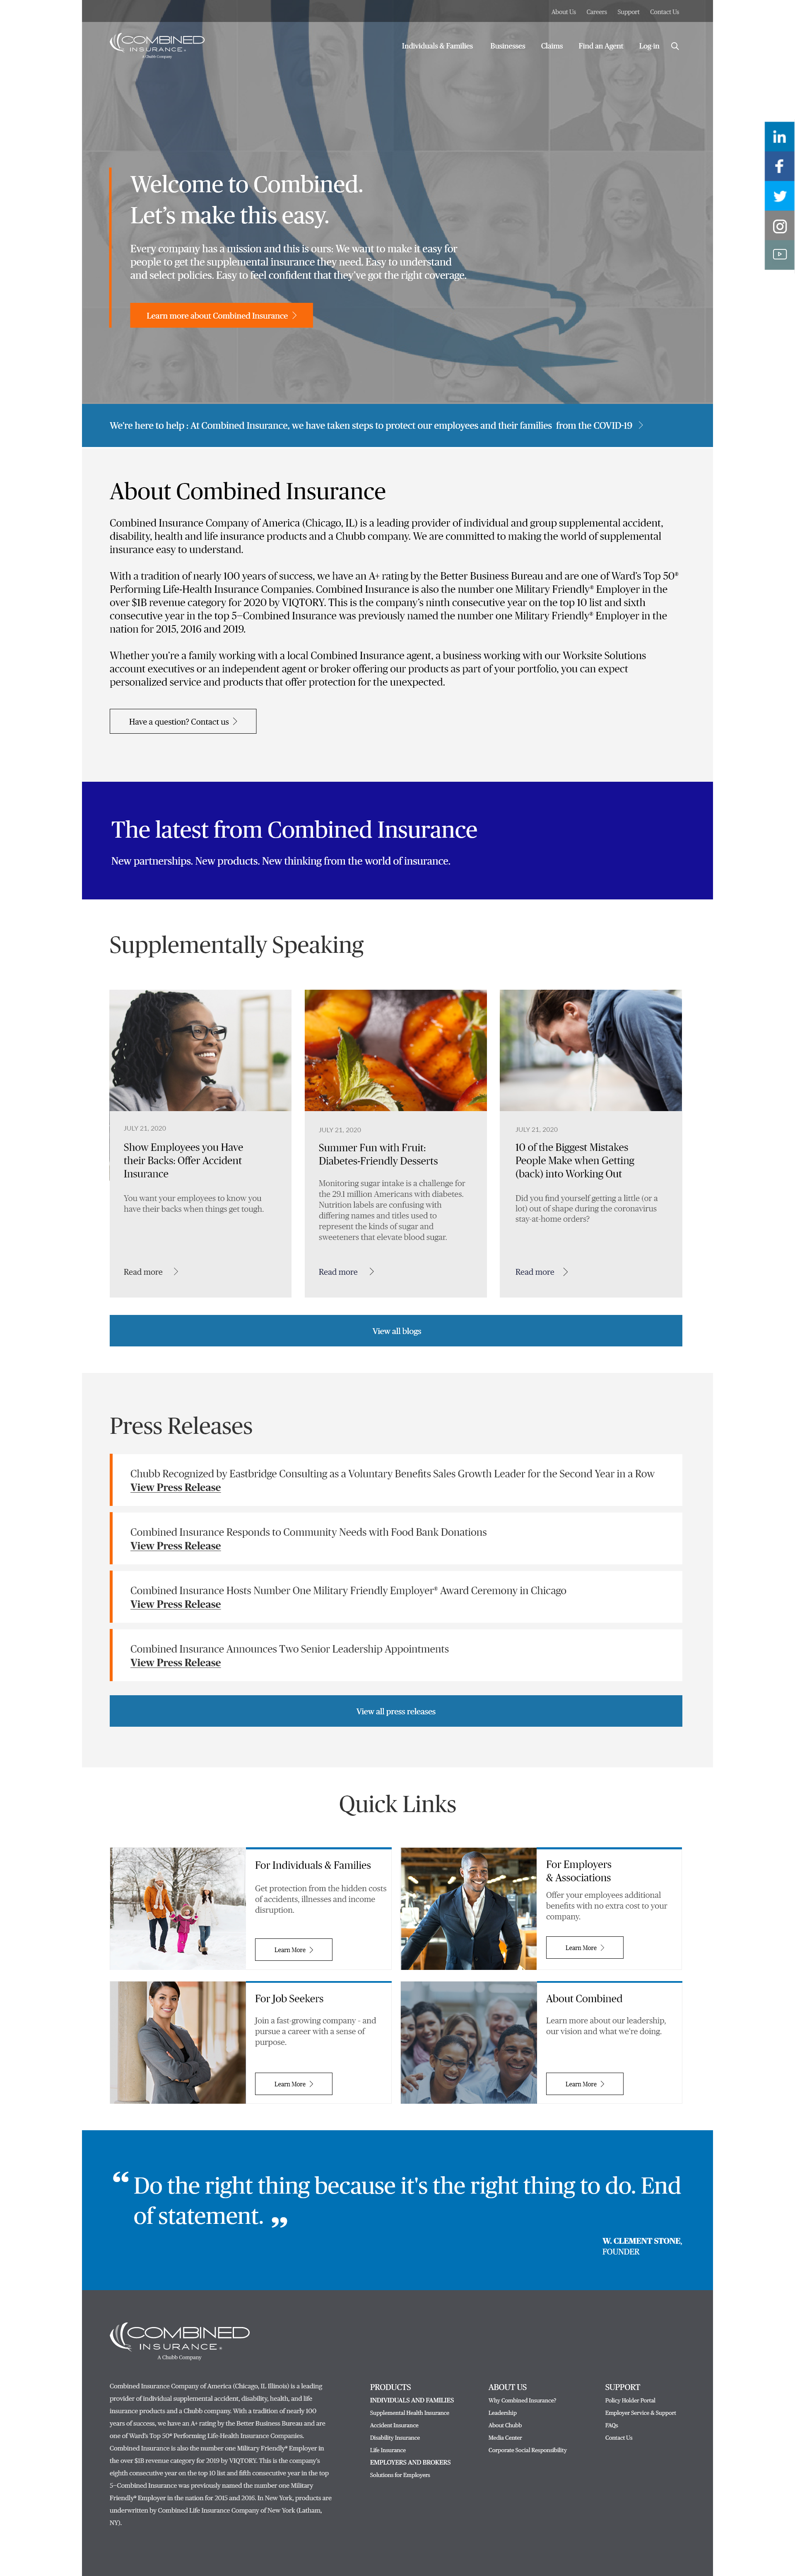 About Us Careers Support Contact Us
COMBINED
INSURANCE®
A Chubb Company
Individuals & Families Businesses Claims Find an Agent Log-in
Welcome to Combined.
Let's make this easy.
Every company has a mission and this is ours: We want to make it easy for
people to get the supplemental insurance they need. Easy to understand
and select policies. Easy to feel confident that they've got the right coverage.
Learn more about Combined Insurance
We're here to help : At Combined Insurance, we have taken steps to protect our employees and their families from the COVID-19
About Combined Insurance
Combined Insurance Company of America (Chicago, IL) is a leading provider of individual and group supplemental accident,
disability, health and life insurance products and a Chubb company. We are committed to making the world of supplemental
insurance easy to understand.
With a tradition of nearly 100 years of success, we have an A+ rating by the Better Business Bureau and are one of Ward's Top 50®
Performing Life-Health Insurance Companies. Combined Insurance is also the number one Military Friendly® Employer in the
over $1B revenue category for 2020 by VIQTORY. This is the company's ninth consecutive year on the top 10 list and sixth
consecutive year in the top 5—Combined Insurance was previously named the number one Military Friendly® Employer in the
nation for 2015, 2016 and 2019.
Whether you're a family working with a local Combined Insurance agent, a business working with our Worksite Solutions
account executives or an independent agent or broker offering our products as part of your portfolio, you can expect
personalized service and products that offer protection for the unexpected.
Have a question? Contact us
The latest from Combined Insurance
New partnerships. New products. New thinking from the world of insurance.
Supplementally Speaking
JULY 21, 2020
Show Employees you Have
their Backs: Offer Accident
Insurance
You want your employees to know you
have their backs when things get tough.
Read more
JULY 21, 2020
Summer Fun with Fruit:
Diabetes-Friendly Desserts
Monitoring sugar intake is a challenge for
the 29.1 million Americans with diabetes.
Nutrition labels are confusing with
differing names and titles used to
represent the kinds of sugar and
sweeteners that elevate blood sugar.
Read more
JULY 21, 2020
10 of the Biggest Mistakes
People Make when Getting
(back) into Working Out
Did you find yourself getting a little (or a
lot) out of shape during the coronavirus
stay-at-home orders?
Read more
View all blogs
Press Releases
Chubb Recognized by Eastbridge Consulting as a Voluntary Benefits Sales Growth Leader for the Second Year in a Row
View Press Release
Combined Insurance Responds to Community Needs with Food Bank Donations
View Press Release
Combined Insurance Hosts Number One Military Friendly Employer® Award Ceremony in Chicago
View Press Release
Combined Insurance Announces Two Senior Leadership Appointments
View Press Release
View all press releases
Quick Links
For Individuals & Families
Get protection from the hidden costs
of accidents, illnesses and income
disruption.
Learn More
For Employers
& Associations
Offer your employees additional
benefits with no extra cost to your
company.
Learn More
For Job Seekers
Join a fast-growing company – and
pursue a career with a sense of
purpose.
Learn More
About Combined
Learn more about our leadership,
our vision and what we're doing.
Learn More
“Do the right thing because it's the right thing to do. End
of statement. ”
W. CLEMENT STONE,
FOUNDER
COMBINED
INSURANCE®
A Chubb Company
Combined Insurance Company of America (Chicago, IL Illinois) is a leading
provider of individual supplemental accident, disability, health, and life
insurance products and a Chubb company. With a tradition of nearly 100
years of success, we have an A+ rating by the Better Business Bureau and are
one of Ward's Top 50® Performing Life-Health Insurance Companies.
Combined Insurance is also the number one Military Friendly® Employer in
the over $1B revenue category for 2019 by VIQTORY. This is the company's
eighth consecutive year on the top 10 list and fifth consecutive year in the top
5—Combined Insurance was previously named the number one Military
Friendly® Employer in the nation for 2015 and 2016. In New York, products are
underwritten by Combined Life Insurance Company of New York (Latham,
NY).
PRODUCTS
INDIVIDUALS AND FAMILIES
Supplemental Health Insurance
Accident Insurance
Disability Insurance
Life Insurance
EMPLOYERS AND BROKERS
Solutions for Employers
ABOUT US
Why Combined Insurance?
Leadership
About Chubb
Media Center
Corporate Social Responsibility
SUPPORT
Policy Holder Portal
Employer Service & Support
FAQs
Contact Us